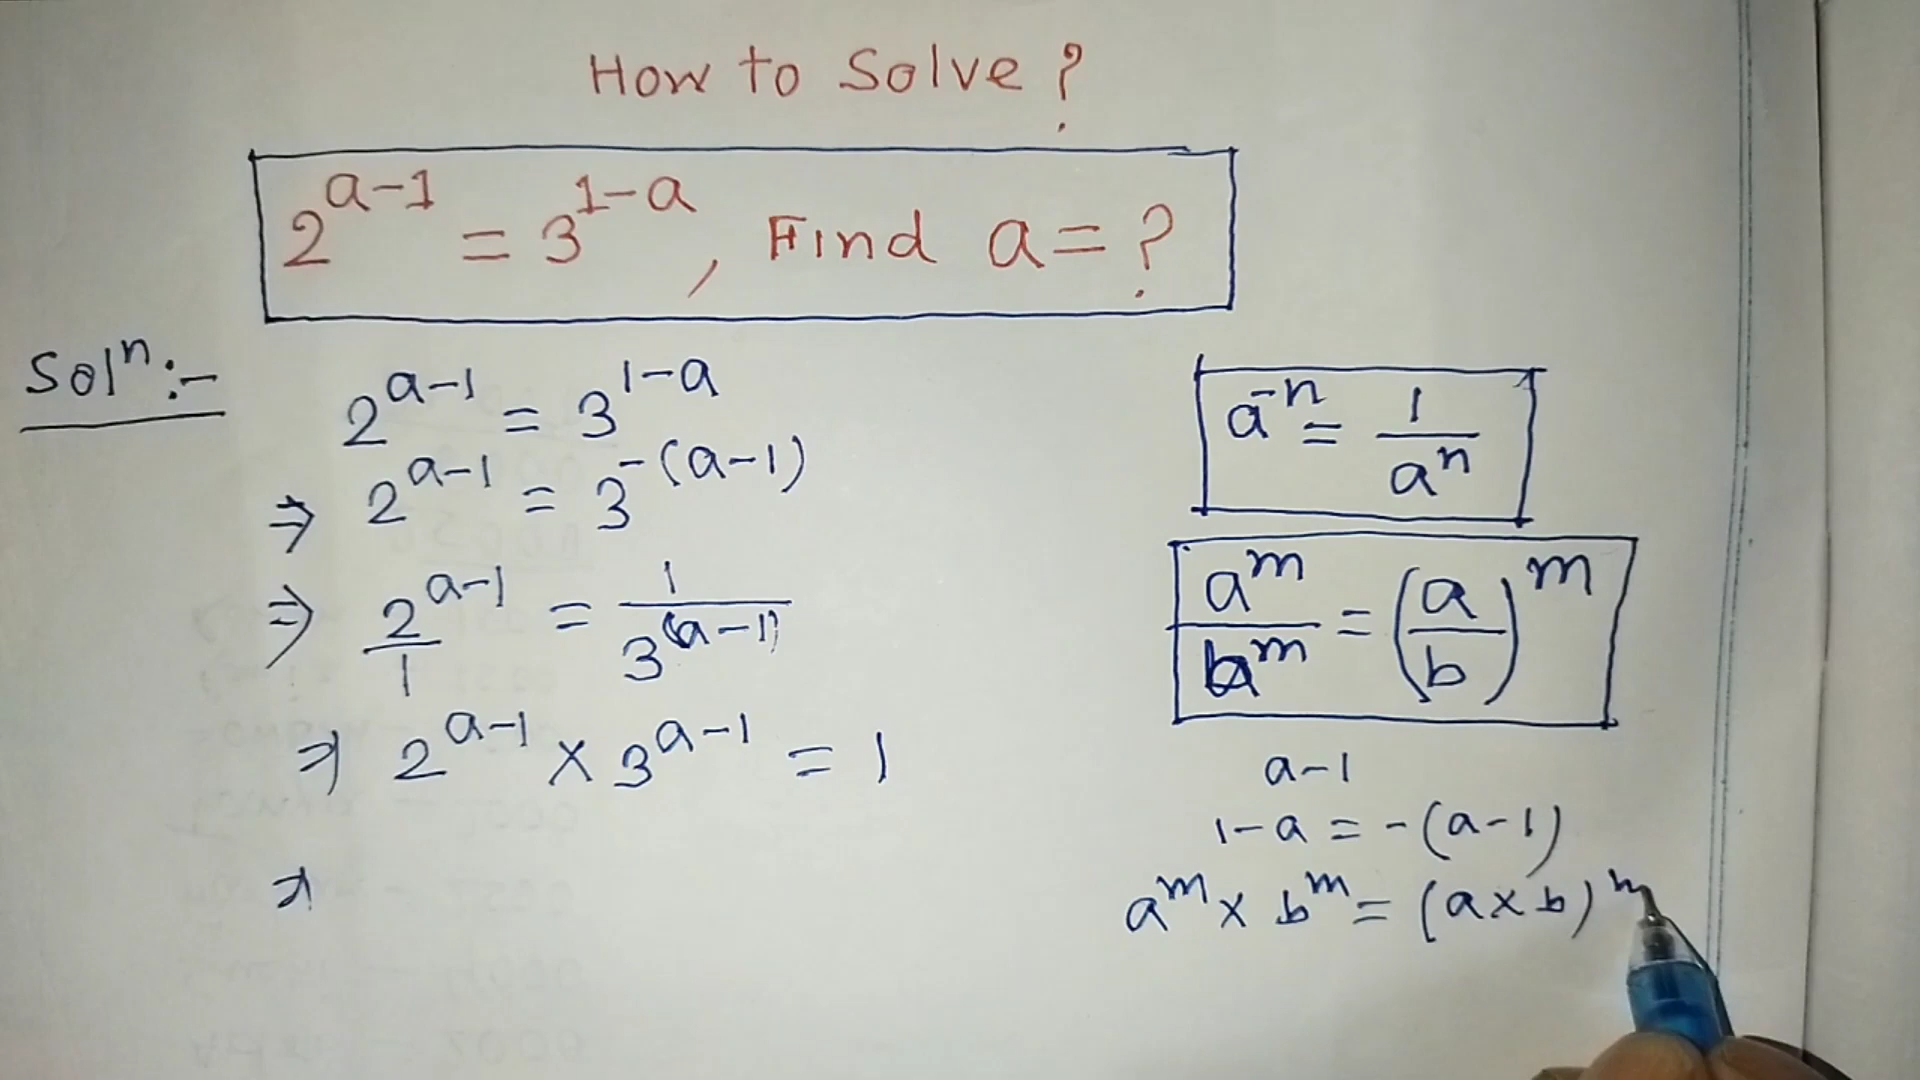 How to Solve ?
2^{a-1} = 3^{1-a}, Find a = ?
Solⁿ :-
2^{a-1} = 3^{1-a}
⇒ 2^{a-1} = 3^{-(a-1)}
⇒ 2^{a-1}/1 = 1/3^{(a-1)}
⇒ 2^{a-1} × 3^{a-1} = 1
⇒
a^{-n} = 1/a^n
a^m/b^m = (a/b)^m
a-1
1-a = -(a-1)
a^m × b^m = (a×b)^m